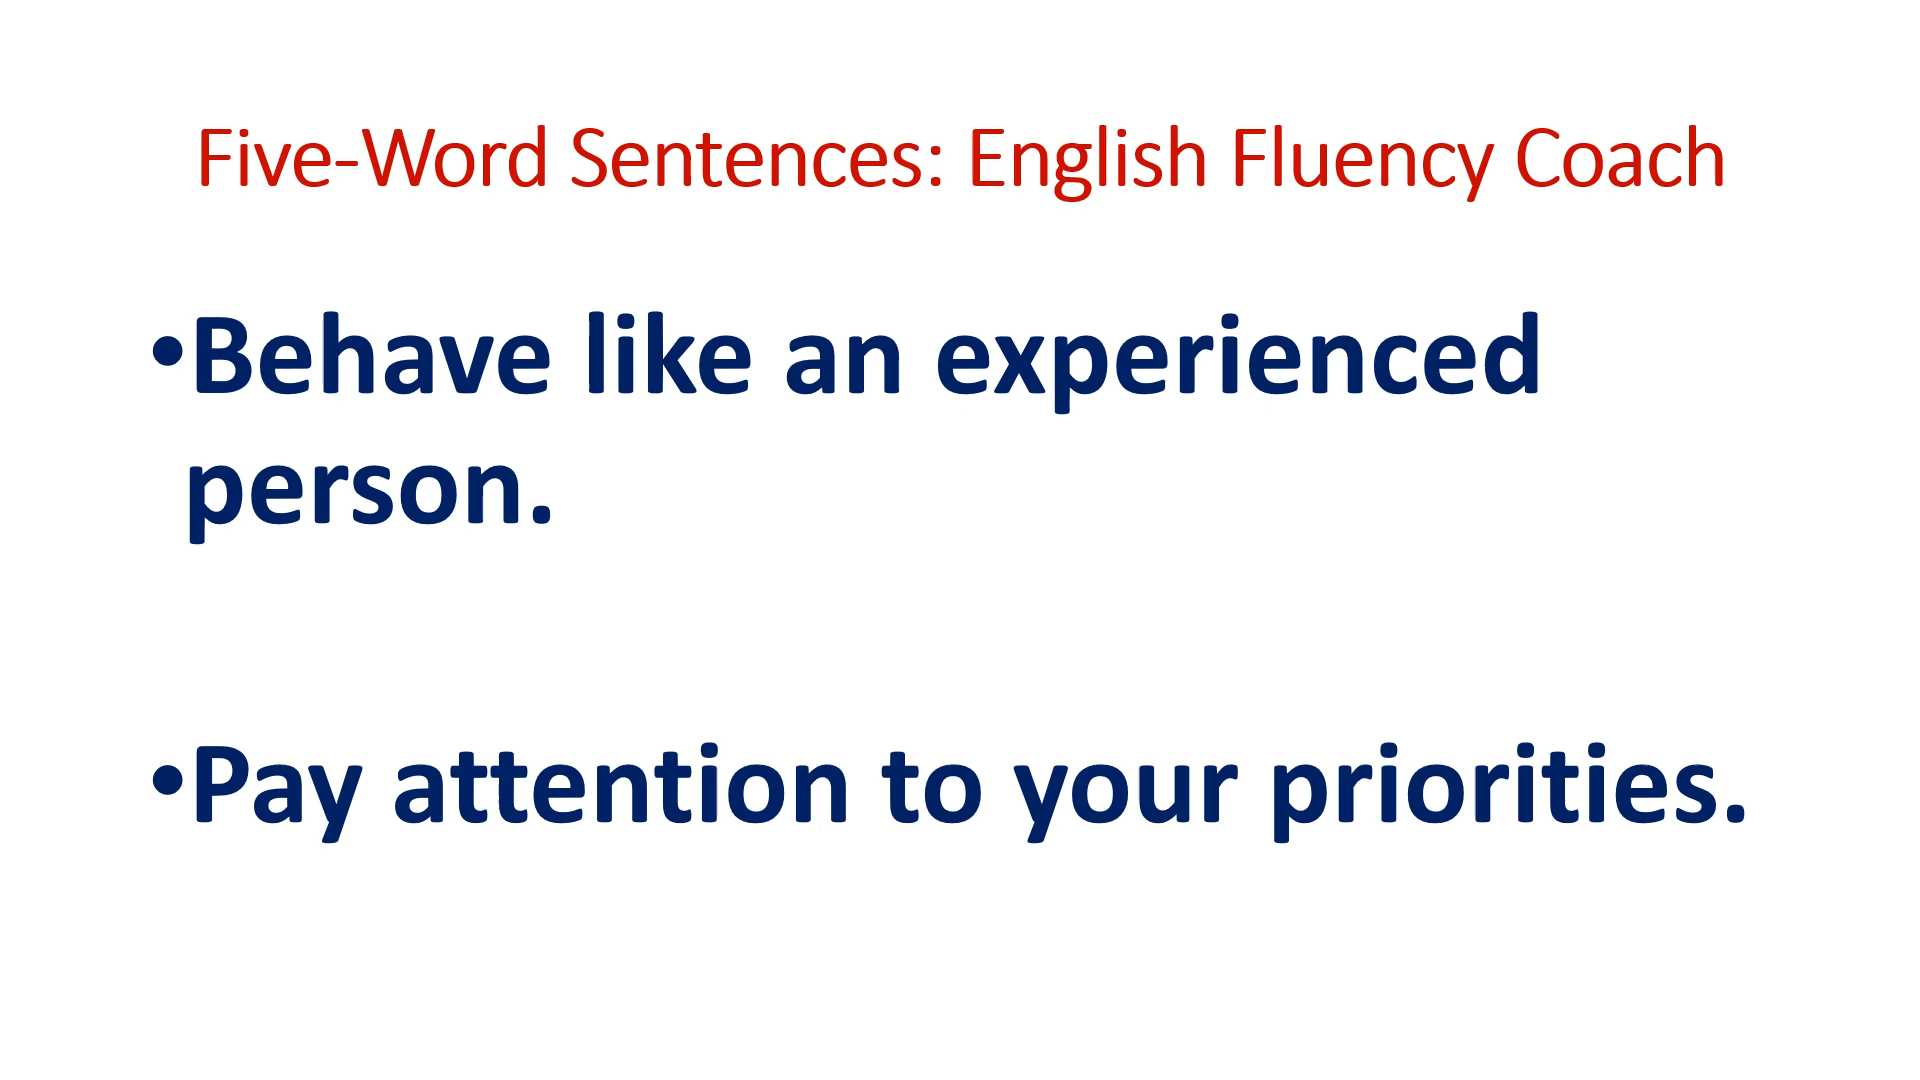 Five-Word Sentences: English Fluency Coach
•Behave like an experienced
person.
•Pay attention to your priorities.